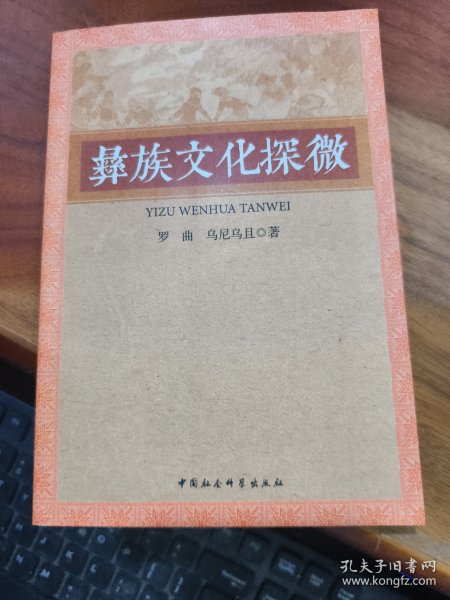 彝族文化探微
YIZU WENHUA TANWEI
罗 曲 乌尼乌且◎著
中国社会科学出版社
孔夫子旧书网
www.kongfz.com